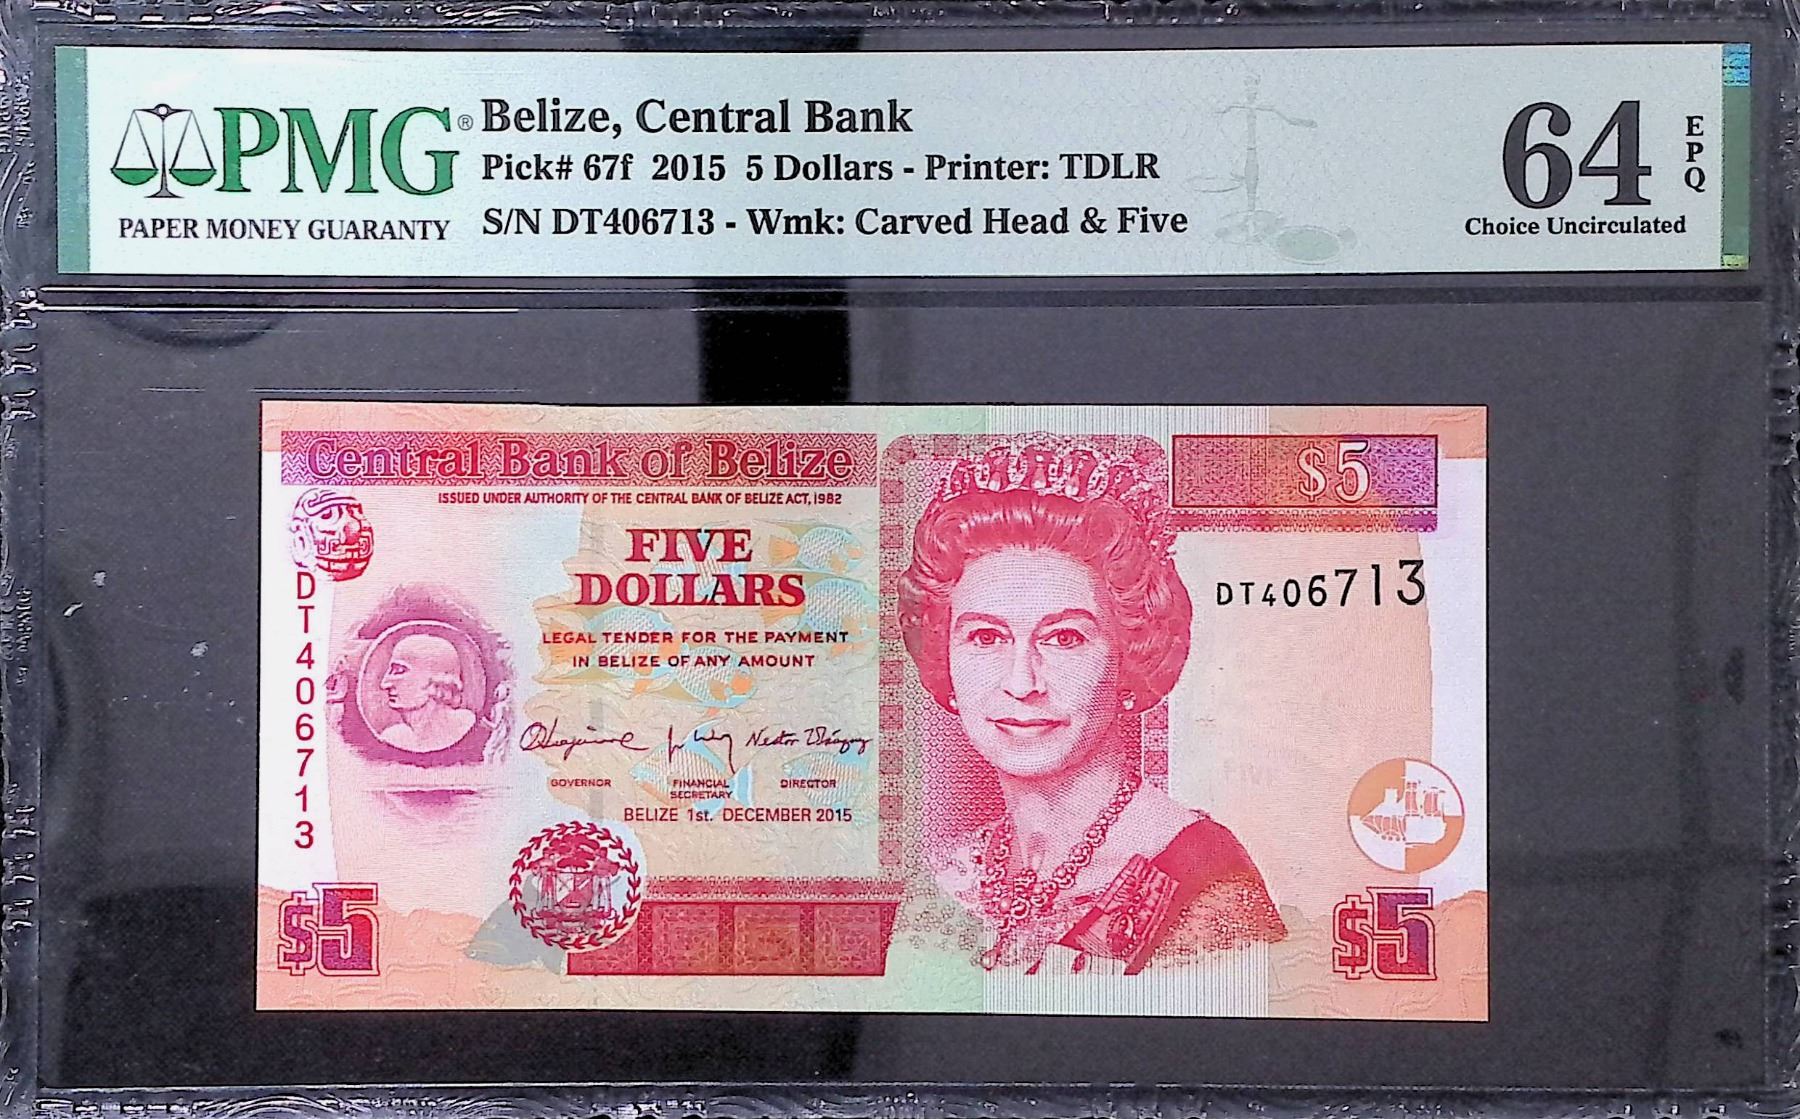 PMG®
PAPER MONEY GUARANTY
Belize, Central Bank
Pick# 67f 2015 5 Dollars - Printer: TDLR
S/N DT406713 - Wmk: Carved Head & Five
64
EPQ
Choice Uncirculated
Central Bank of Belize
$5
ISSUED UNDER AUTHORITY OF THE CENTRAL BANK OF BELIZE ACT, 1982
FIVE
DOLLARS
DT406713
DT406713
LEGAL TENDER FOR THE PAYMENT
IN BELIZE OF ANY AMOUNT
GOVERNOR
FINANCIAL
SECRETARY
DIRECTOR
BELIZE 1st. DECEMBER 2015
$5
$5